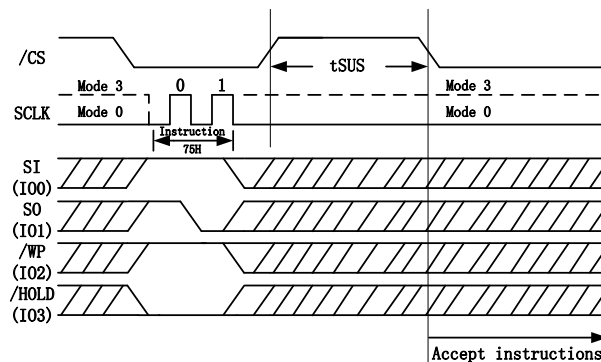 /CS
tSUS
Mode 3
0
1
Mode 3
SCLK
Mode 0
Mode 0
Instruction
75H
SI
(IO0)
SO
(IO1)
/WP
(IO2)
/HOLD
(IO3)
Accept instructions